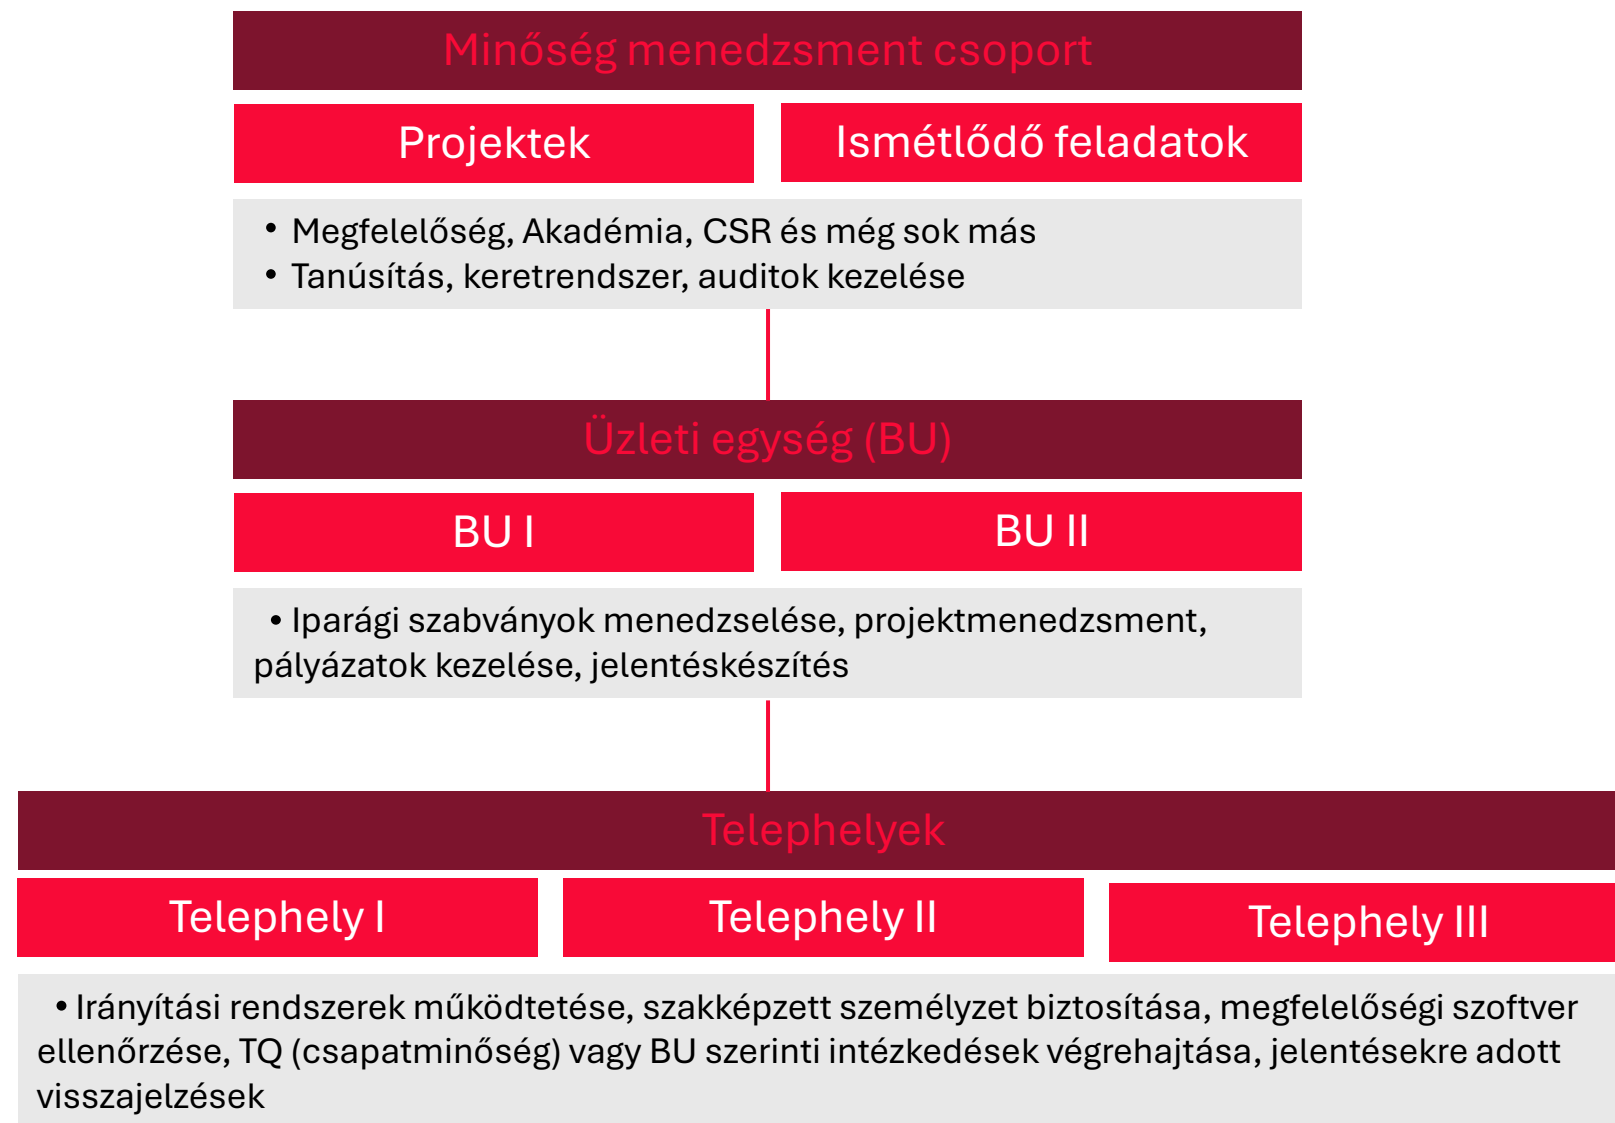 Minőség menedzsment csoport
Projektek
Ismétlődő feladatok
• Megfelelőség, Akadémia, CSR és még sok más
• Tanúsítás, keretrendszer, auditok kezelése
Üzleti egység (BU)
BU I
BU II
• Iparági szabványok menedzselése, projektmenedzsment,
pályázatok kezelése, jelentéskészítés
Telephelyek
Telephely I
Telephely II
Telephely III
• Irányítási rendszerek működtetése, szakképzett személyzet biztosítása, megfelelőségi szoftver
ellenőrzése, TQ (csapatminőség) vagy BU szerinti intézkedések végrehajtása, jelentésekre adott
visszajelzések